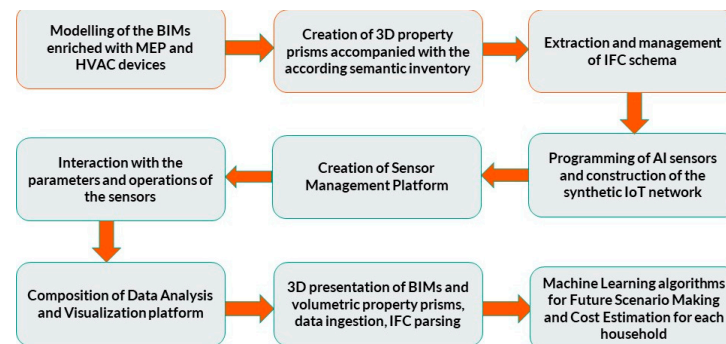 Modelling of the BIMs
enriched with MEP and
HVAC devices
Creation of 3D property
prisms accompanied with the
according semantic inventory
Extraction and management
of IFC schema
Programming of AI sensors
and construction of the
synthetic IoT network
Creation of Sensor
Management Platform
Interaction with the
parameters and operations of
the sensors
Composition of Data Analysis
and Visualization platform
3D presentation of BIMs and
volumetric property prisms,
data ingestion, IFC parsing
Machine Learning algorithms
for Future Scenario Making
and Cost Estimation for each
household